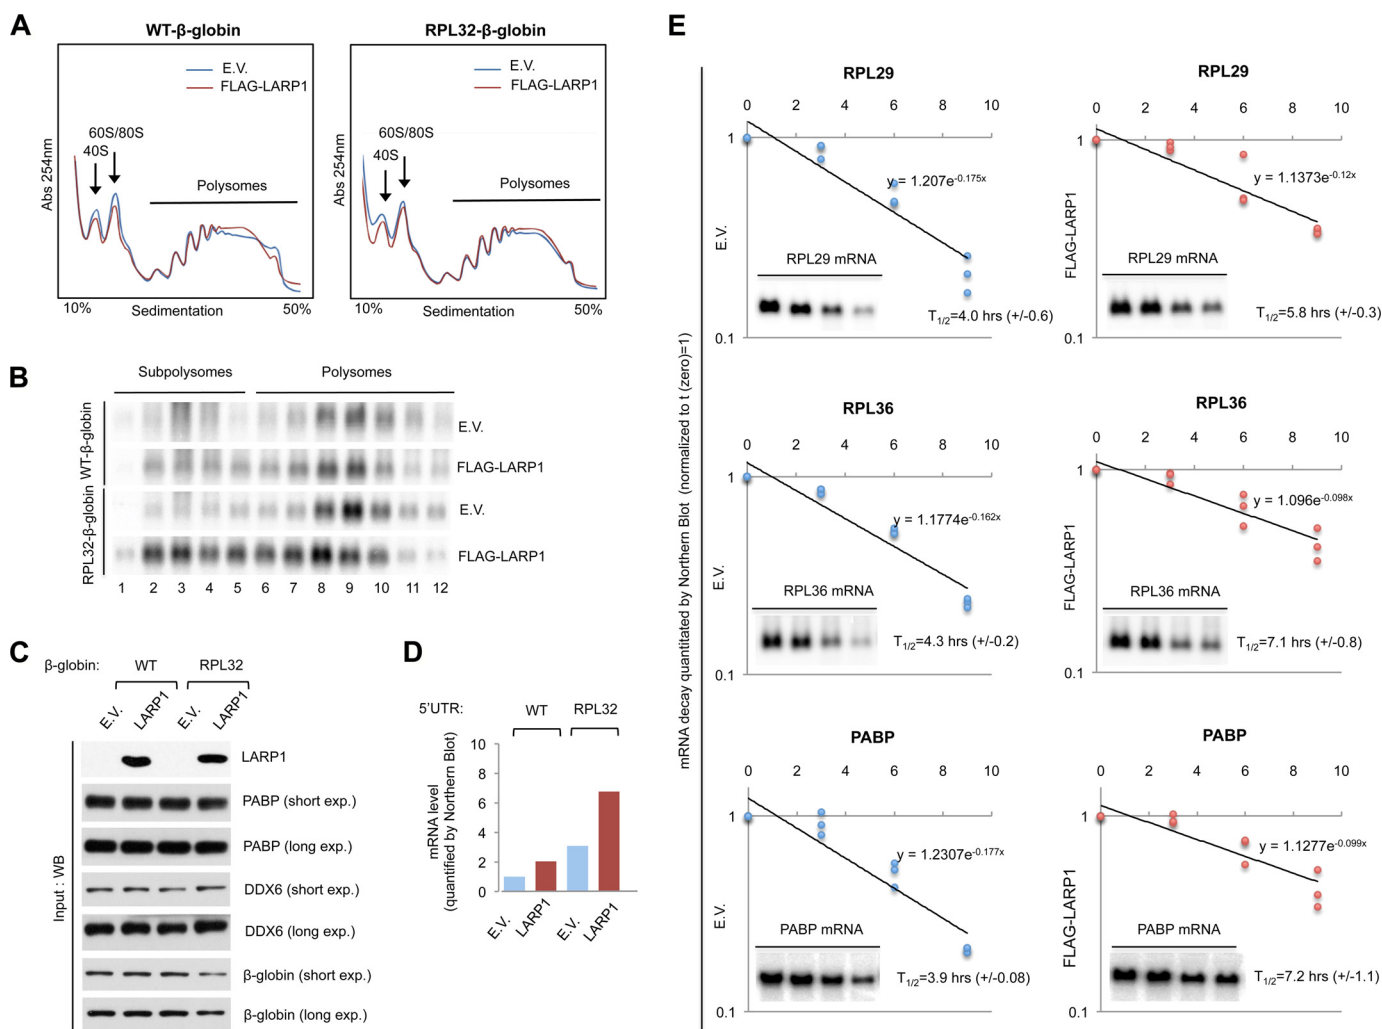 A
WT-β-globin
RPL32-β-globin
E.V.
FLAG-LARP1
60S/80S
40S
Polysomes
Abs 254nm
10%
Sedimentation
50%
E.V.
FLAG-LARP1
60S/80S
40S
Polysomes
Abs 254nm
10%
Sedimentation
50%
B
Subpolysomes
Polysomes
WT-β-globin
RPL32-β-globin
E.V.
FLAG-LARP1
E.V.
FLAG-LARP1
1 2 3 4 5 6 7 8 9 10 11 12
C
β-globin: WT RPL32
E.V. LARP1 E.V. LARP1
Input : WB
LARP1
PABP (short exp.)
PABP (long exp.)
DDX6 (short exp.)
DDX6 (long exp.)
β-globin (short exp.)
β-globin (long exp.)
D
5'UTR: WT RPL32
mRNA level
(quantified by Northern Blot)
10
8
6
4
2
0
E.V. LARP1 E.V. LARP1
E
mRNA decay quantitated by Northern Blot (normalized to t (zero)=1)
RPL29
0 2 4 6 8 10
1
y = 1.207e-0.175x
E.V.
RPL29 mRNA
T1/2=4.0 hrs (+/-0.6)
0.1
RPL29
0 2 4 6 8 10
1
y = 1.1373e-0.12x
FLAG-LARP1
RPL29 mRNA
T1/2=5.8 hrs (+/-0.3)
0.1
RPL36
0 2 4 6 8 10
1
y = 1.1774e-0.162x
E.V.
RPL36 mRNA
T1/2=4.3 hrs (+/-0.2)
0.1
RPL36
0 2 4 6 8 10
1
y = 1.096e-0.098x
FLAG-LARP1
RPL36 mRNA
T1/2=7.1 hrs (+/-0.8)
0.1
PABP
0 2 4 6 8 10
1
y = 1.2307e-0.177x
E.V.
PABP mRNA
T1/2=3.9 hrs (+/-0.08)
0.1
PABP
0 2 4 6 8 10
1
y = 1.1277e-0.099x
FLAG-LARP1
PABP mRNA
T1/2=7.2 hrs (+/-1.1)
0.1